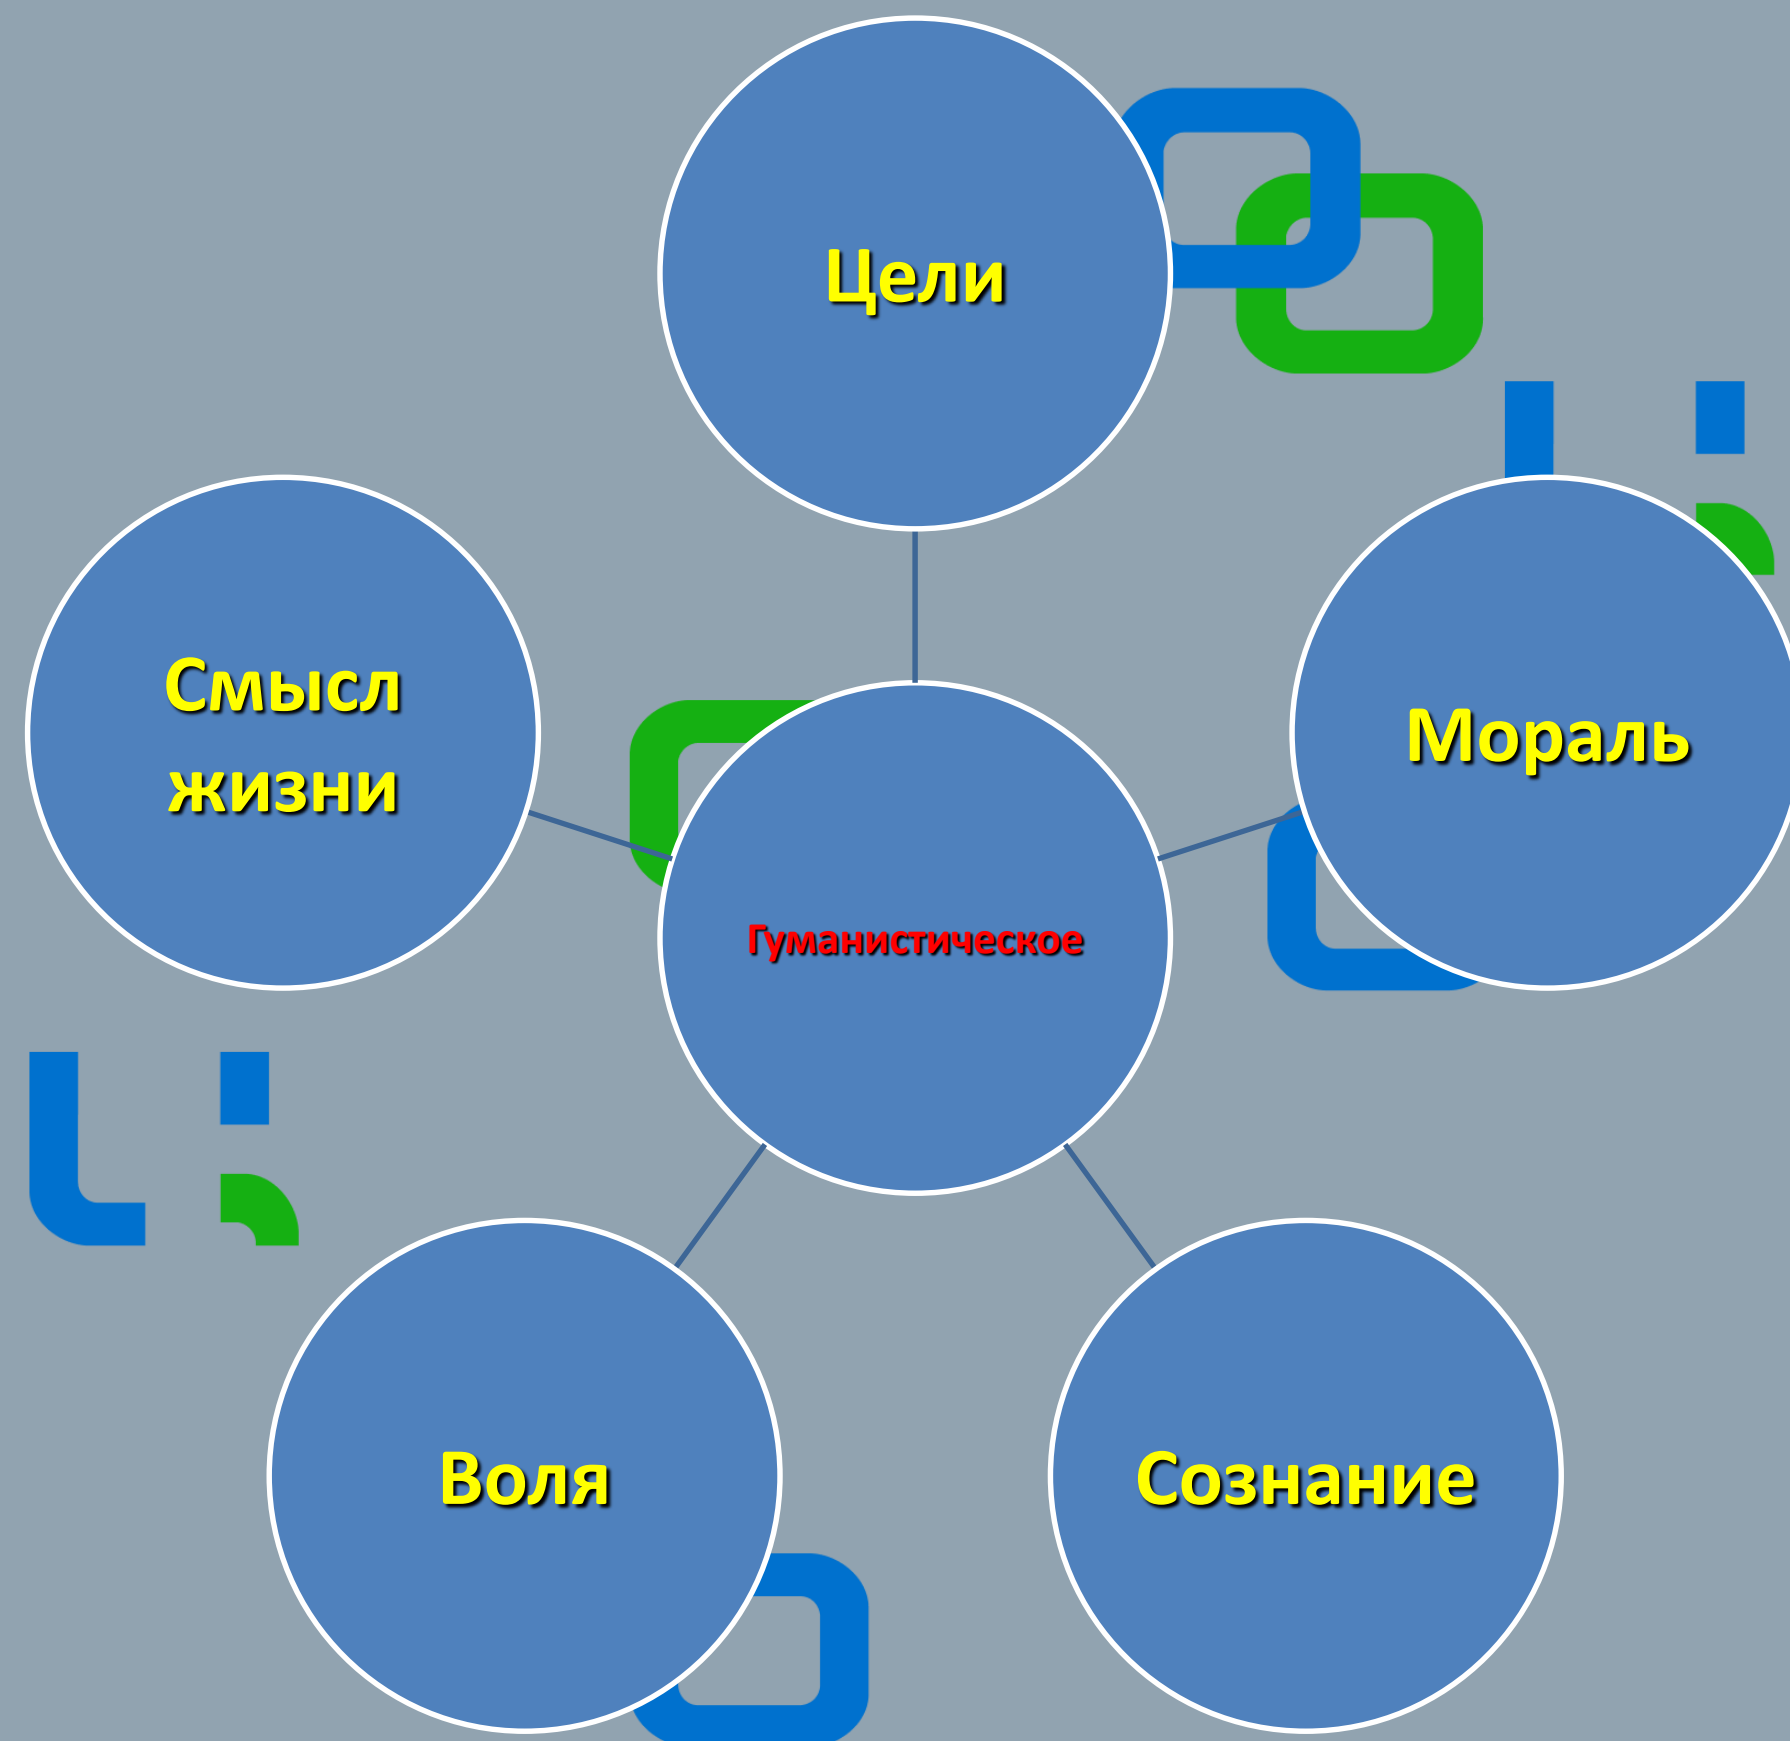 Цели
Смысл
жизни
Мораль
Гуманистическое
Воля
Сознание